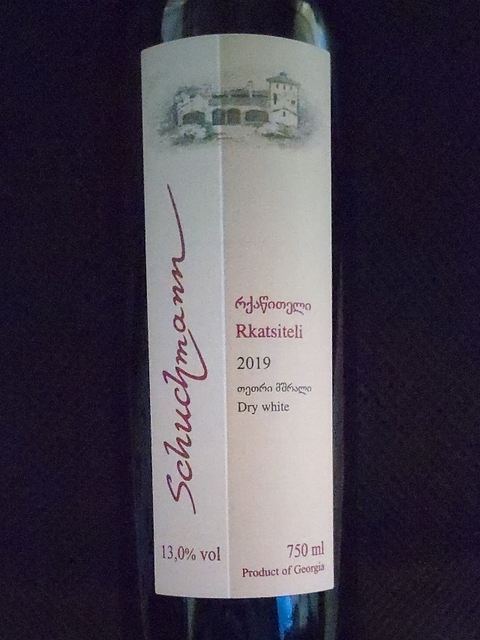 Schuchmann
რქაწითელი
Rkatsiteli
2019
თეთრი მშრალი
Dry white
13,0% vol
750 ml
Product of Georgia